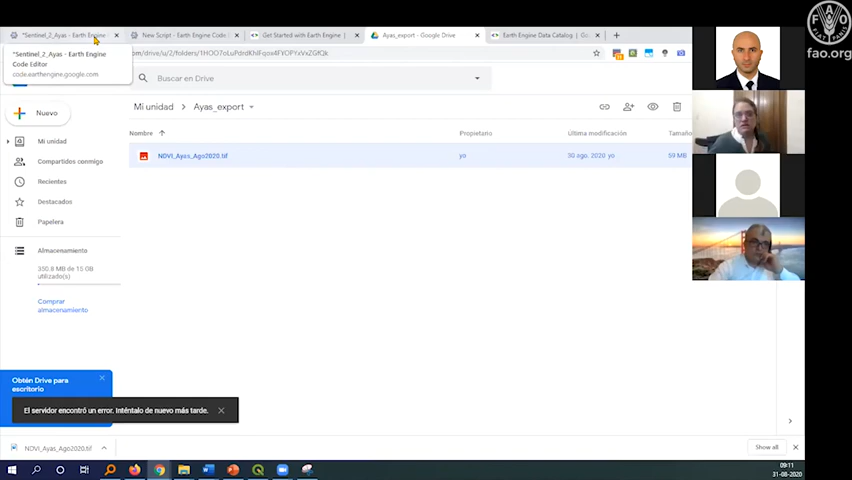 *Sentinel_2_Ayas - Earth Engine
New Script - Earth Engine Code
Get Started with Earth Engine
Ayas_export - Google Drive
Earth Engine Data Catalog
*Sentinel_2_Ayas - Earth Engine
Code Editor
code.earthengine.google.com
Buscar en Drive
Nuevo
Mi unidad
Ayas_export
Nombre
Propietario
Última modificación
Tamaño
NDVI_Ayas_Ago2020.tif
yo
30 ago. 2020 yo
59 MB
Mi unidad
Compartidos conmigo
Recientes
Destacados
Papelera
Almacenamiento
350.8 MB de 15 GB
utilizado(s)
Comprar
almacenamiento
Obtén Drive para
escritorio
El servidor encontró un error. Inténtalo de nuevo más tarde.
NDVI_Ayas_Ago2020.tif
Show all
09:11
31-08-2020
FAO
FIAT PANIS
fao.org